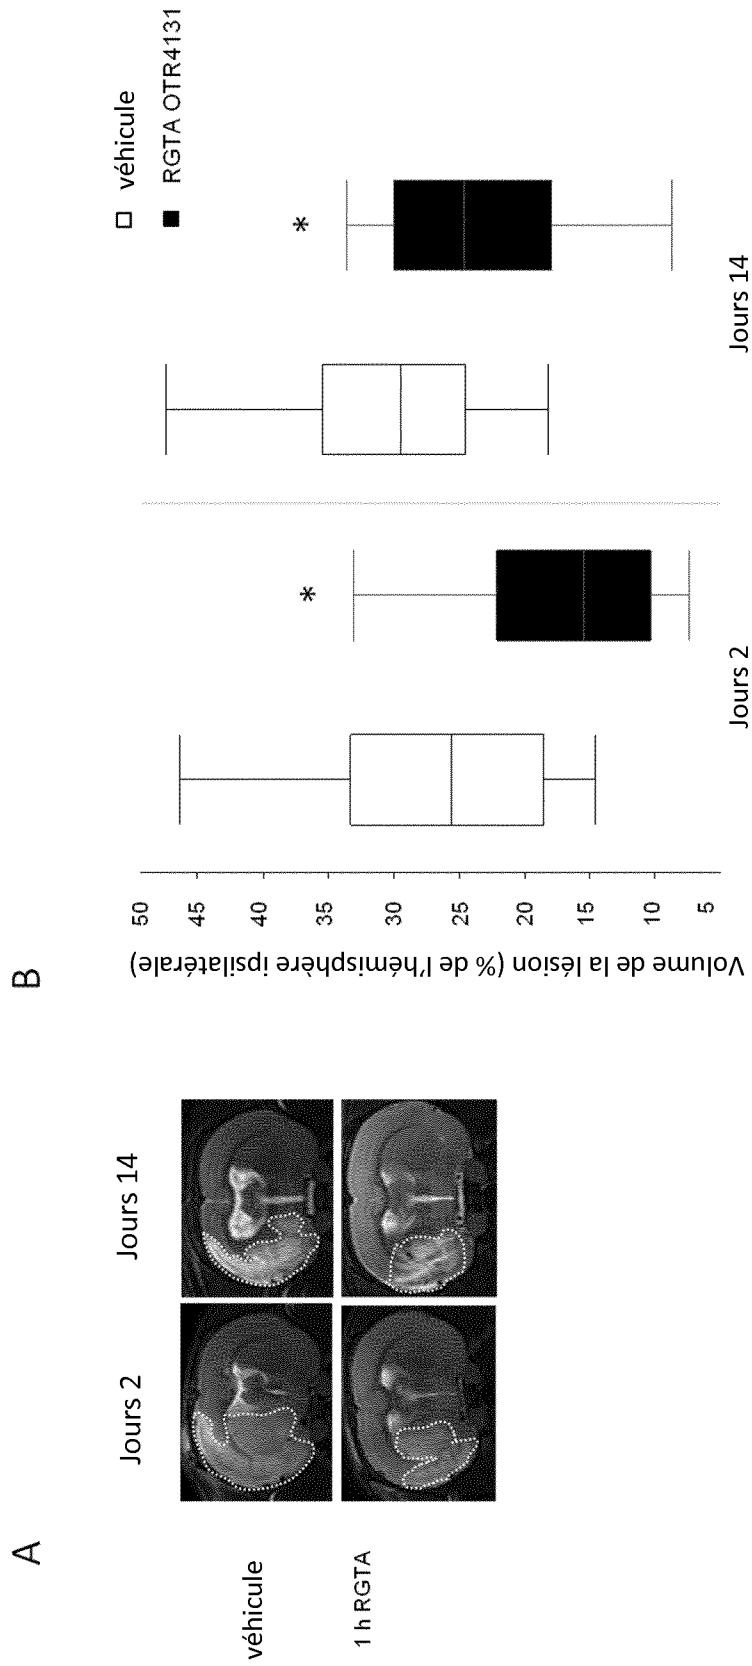 A
Jours 2
Jours 14
véhicule
1 h RGTA
B
véhicule
RGTA OTR4131
Volume de la lésion (% de l'hémisphère ipsilatérale)
50
45
40
35
30
25
20
15
10
5
*
*
Jours 2
Jours 14